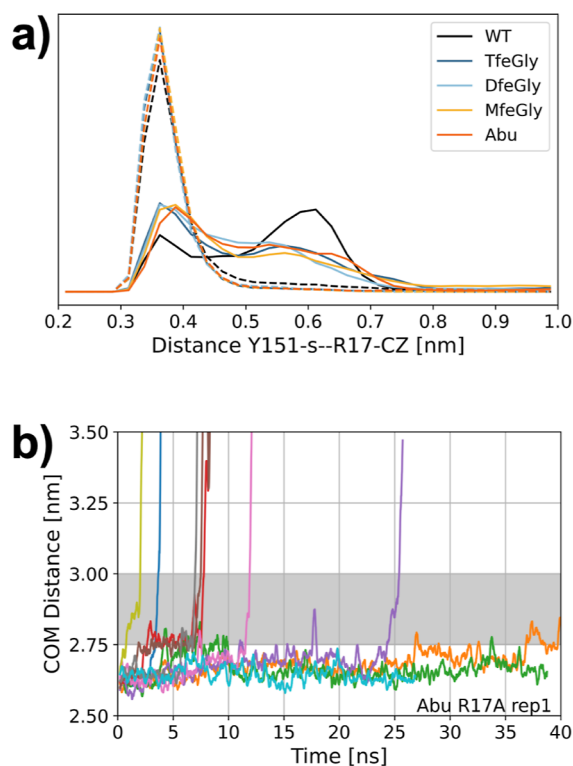 a)
WT
TfeGly
DfeGly
MfeGly
Abu
0.2 0.3 0.4 0.5 0.6 0.7 0.8 0.9 1.0
Distance Y151-s--R17-CZ [nm]
b)
COM Distance [nm]
3.50
3.25
3.00
2.75
2.50
Abu R17A rep1
0 5 10 15 20 25 30 35 40
Time [ns]